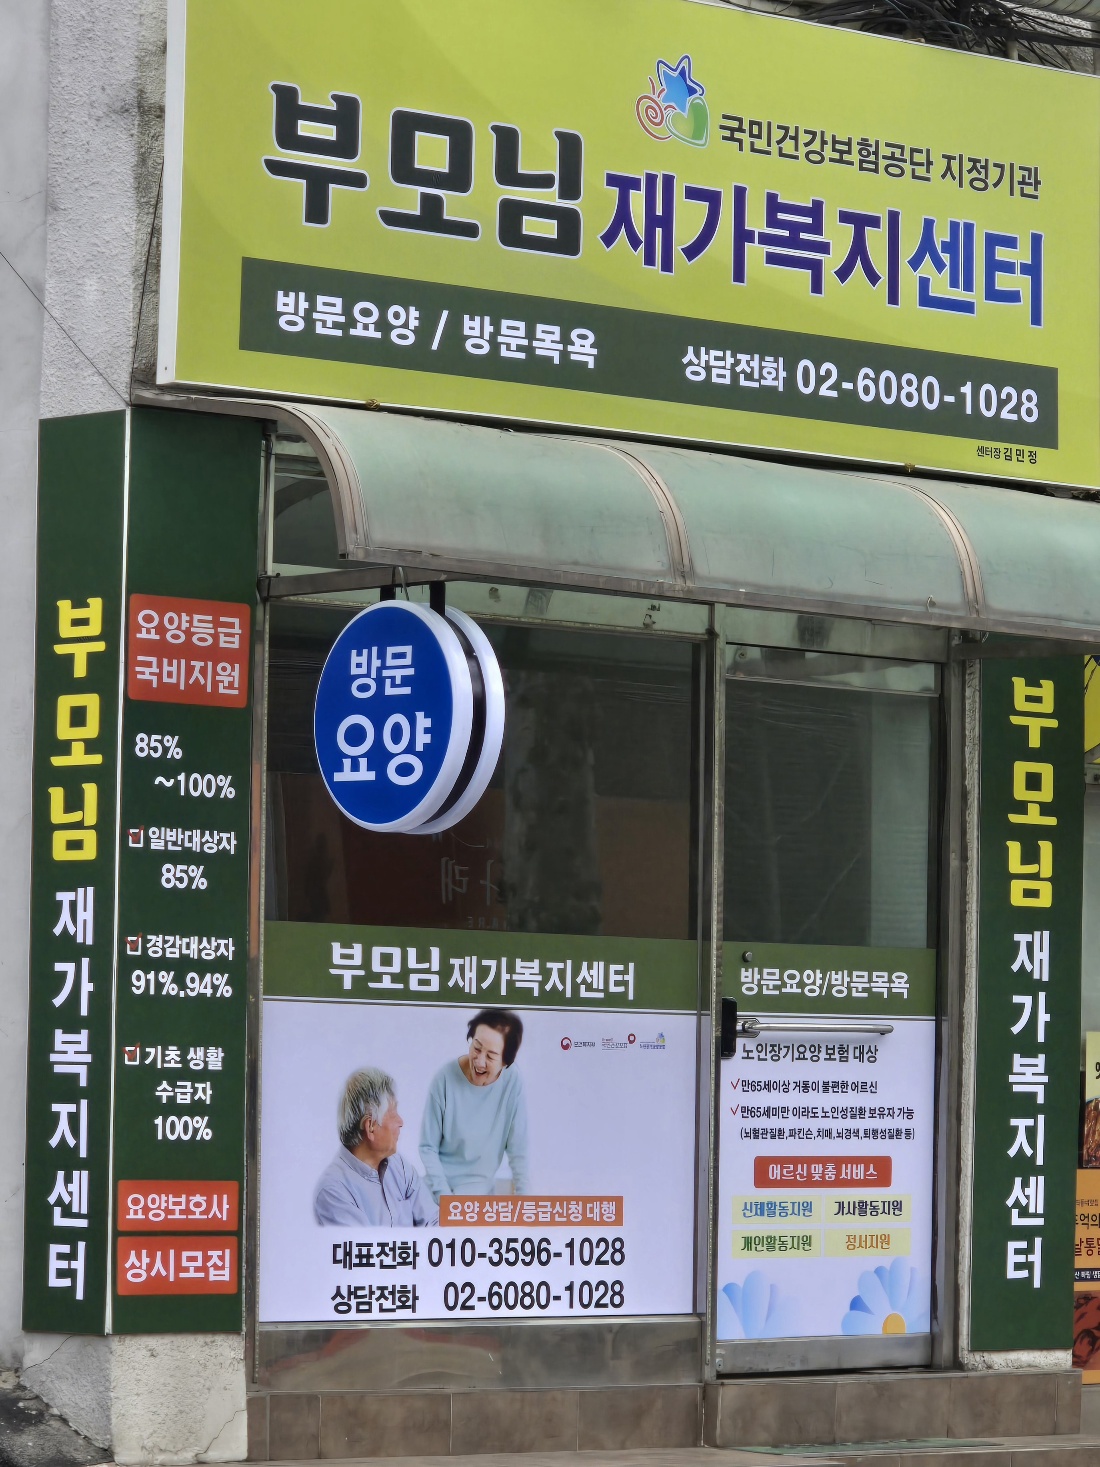 국민건강보험공단 지정기관
부모님 재가복지센터
방문요양 / 방문목욕 상담전화 02-6080-1028
센터장 김민정
방문
요양
부모님 재가복지센터
요양등급
국비지원
85%
~100%
일반대상자
85%
경감대상자
91%.94%
기초 생활
수급자
100%
요양보호사
상시모집
부모님 재가복지센터
요양 상담/등급신청 대행
대표전화 010-3596-1028
상담전화 02-6080-1028
방문요양/방문목욕
노인장기요양 보험 대상
만65세이상 거동이 불편한 어르신
만65세미만 이라도 노인성질환 보유자 가능
(뇌혈관질환,파킨슨,치매,뇌경색,퇴행성질환 등)
어르신 맞춤 서비스
신체활동지원 가사활동지원
개인활동지원 정서지원
부모님 재가복지센터